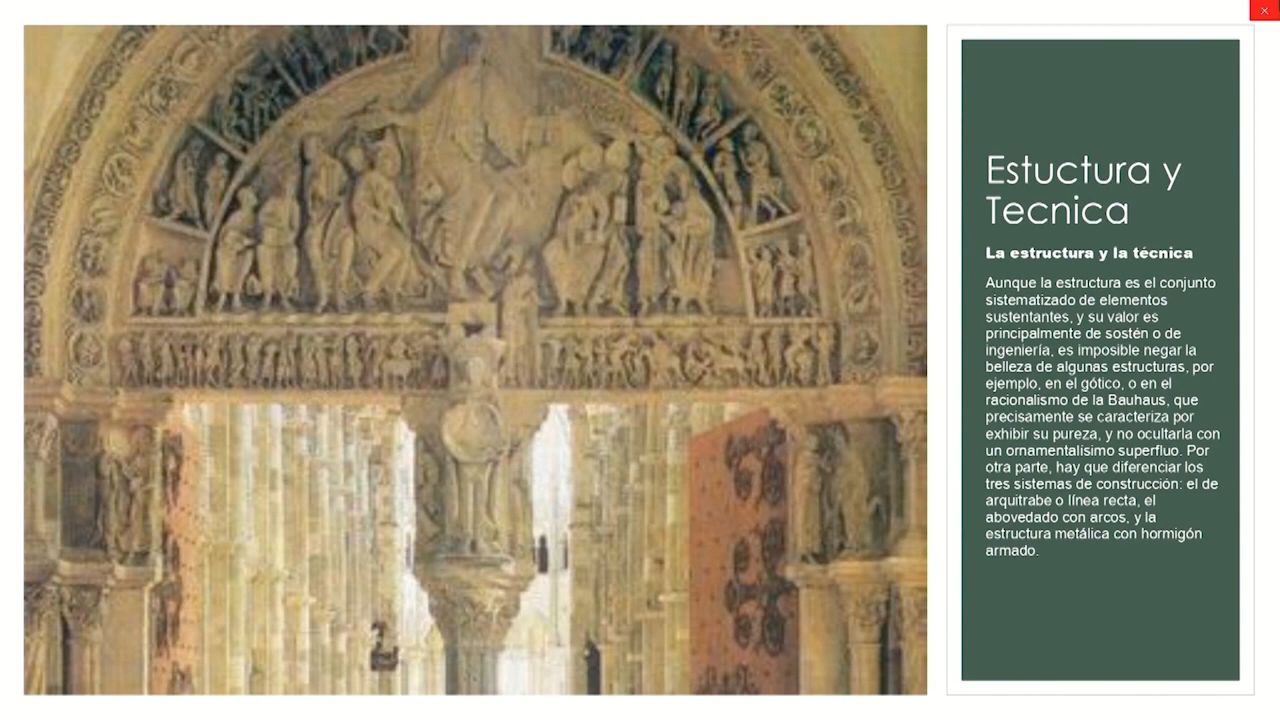 Estuctura y
Tecnica
La estructura y la técnica
Aunque la estructura es el conjunto
sistematizado de elementos
sustentantes, y su valor es
principalmente de sostén o de
ingeniería, es imposible negar la
belleza de algunas estructuras, por
ejemplo, en el gótico, o en el
racionalismo de la Bauhaus, que
precisamente se caracteriza por
exhibir su pureza, y no ocultarla con
un ornamentalísimo superfluo. Por
otra parte, hay que diferenciar los
tres sistemas de construcción: el de
arquitrabe o línea recta, el
abovedado con arcos, y la
estructura metálica con hormigón
armado.